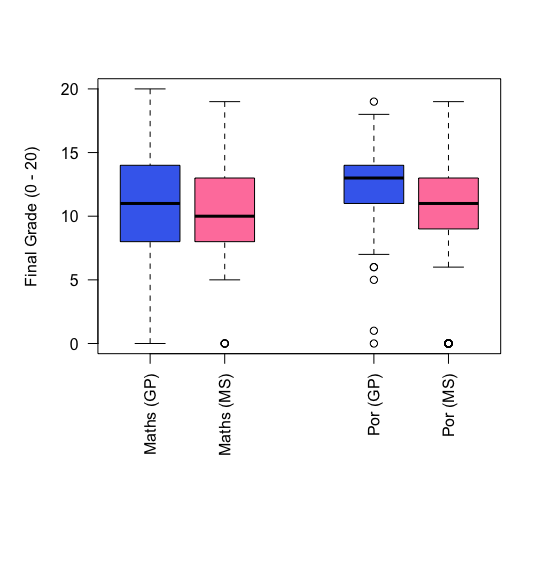 Final Grade (0 - 20)
20
15
10
5
0
Maths (GP)
Maths (MS)
Por (GP)
Por (MS)